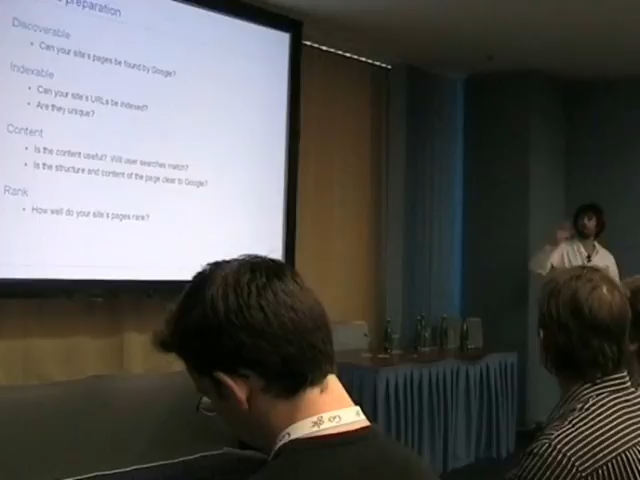 preparation
Discoverable
• Can your site's pages be found by Google?
Indexable
• Can your site's URLs be indexed?
• Are they unique?
Content
• Is the content useful? Will user searches match?
• Is the structure and content of the page clear to Google?
Rank
• How well do your site's pages rank?
Google